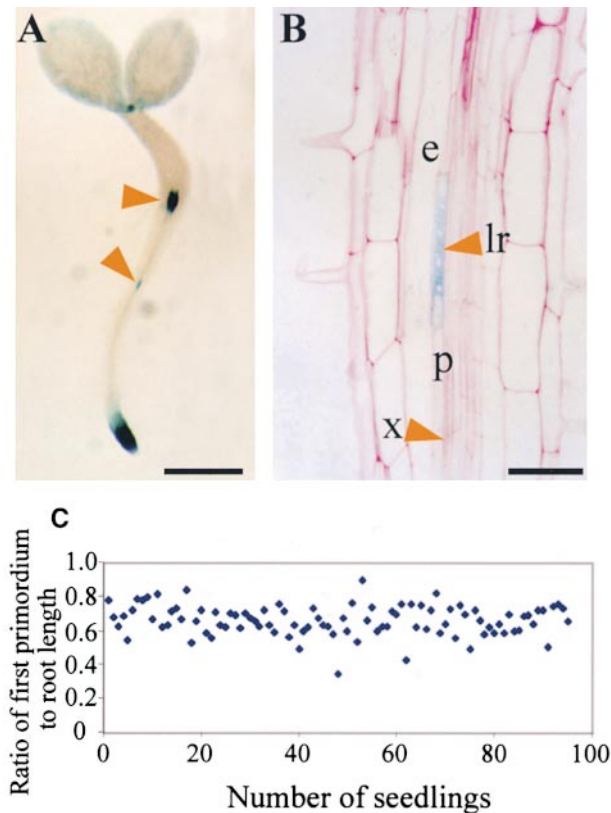 A
B
e
lr
p
x
C
Ratio of first primordium
to root length
1.0
0.8
0.6
0.4
0.2
0
0 20 40 60 80 100
Number of seedlings